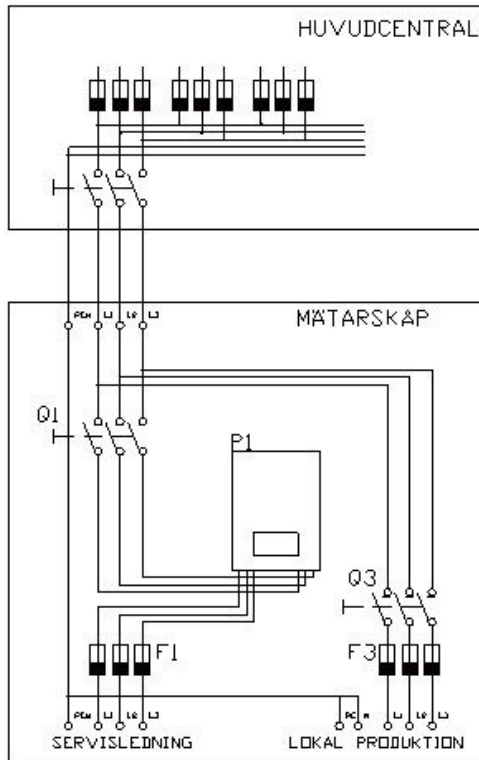 HUVUDCENTRAL
PEN L1 L2 L3
MÄTARSKÅP
Q1
P1
Q3
F1
F3
PEN L1 L2 L3
PE N L1 L2 L3
SERVISLEDNING
LOKAL PRODUKTION